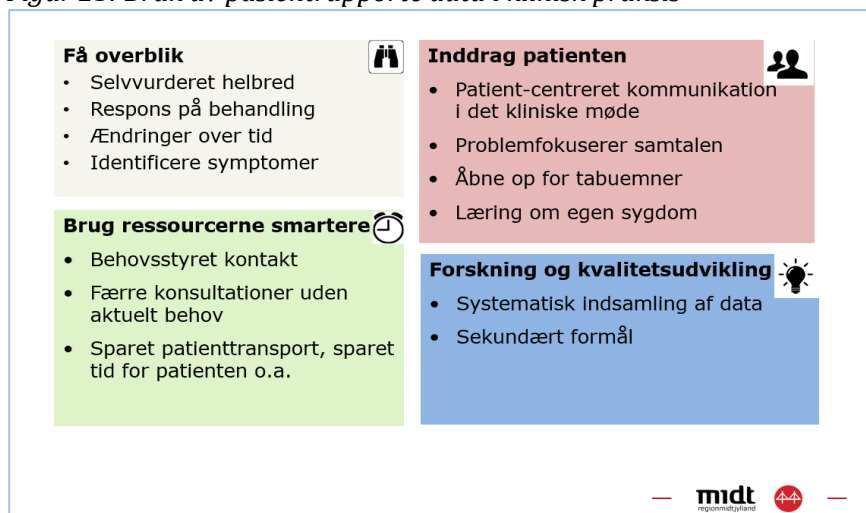 Få overblik
• Selvvurderet helbred
• Respons på behandling
• Ændringer over tid
• Identificere symptomer
Inddrag patienten
• Patient-centreret kommunikation
i det kliniske møde
• Problemfokuserer samtalen
• Åbne op for tabuemner
• Læring om egen sygdom
Brug ressourcerne smartere
• Behovsstyret kontakt
• Færre konsultationer uden
aktuelt behov
• Sparet patienttransport, sparet
tid for patienten o.a.
Forskning og kvalitetsudvikling
• Systematisk indsamling af data
• Sekundært formål
midt
regionmidtjylland